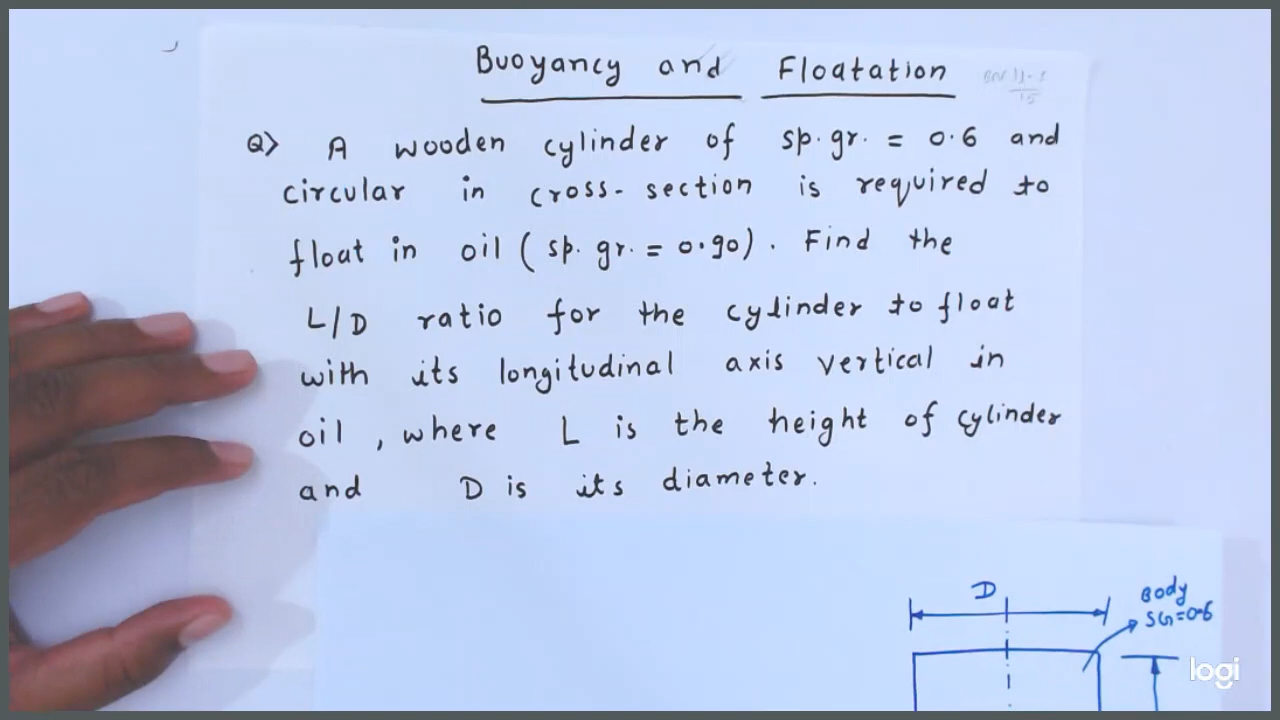 Buoyancy and Floatation
Q> A wooden cylinder of sp.gr. = 0.6 and
circular in cross-section is required to
float in oil (sp. gr. = 0.90). Find the
L/D ratio for the cylinder to float
with its longitudinal axis vertical in
oil, where L is the height of cylinder
and D is its diameter.
D
Body
SG=0.6
logi